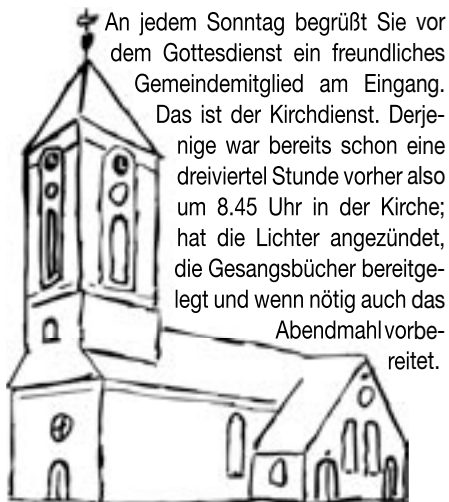 An jedem Sonntag begrüßt Sie vor
dem Gottesdienst ein freundliches
Gemeindemitglied am Eingang.
Das ist der Kirchdienst. Derje-
nige war bereits schon eine
dreiviertel Stunde vorher also
um 8.45 Uhr in der Kirche;
hat die Lichter angezündet,
die Gesangsbücher bereitge-
legt und wenn nötig auch das
Abendmahl vorbe-
reitet.